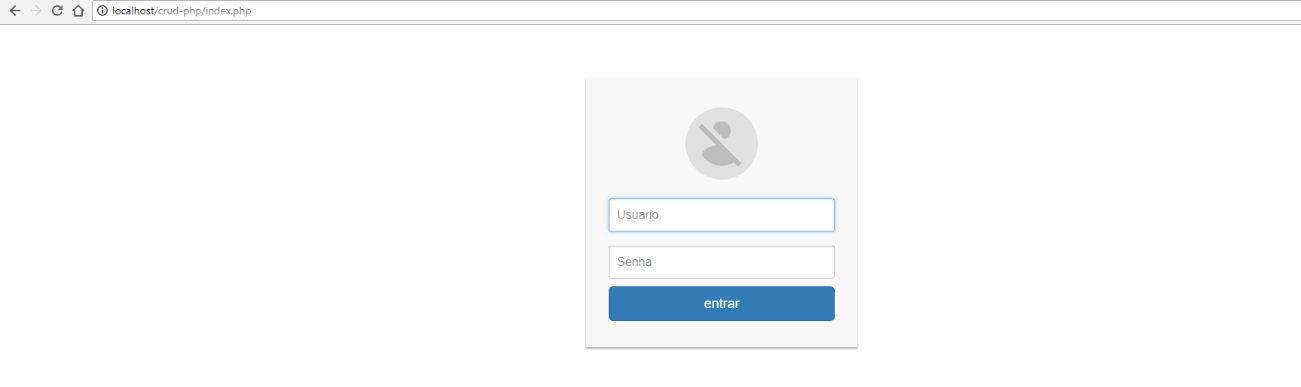 localhost/crud-php/index.php
Usuario
Senha
entrar